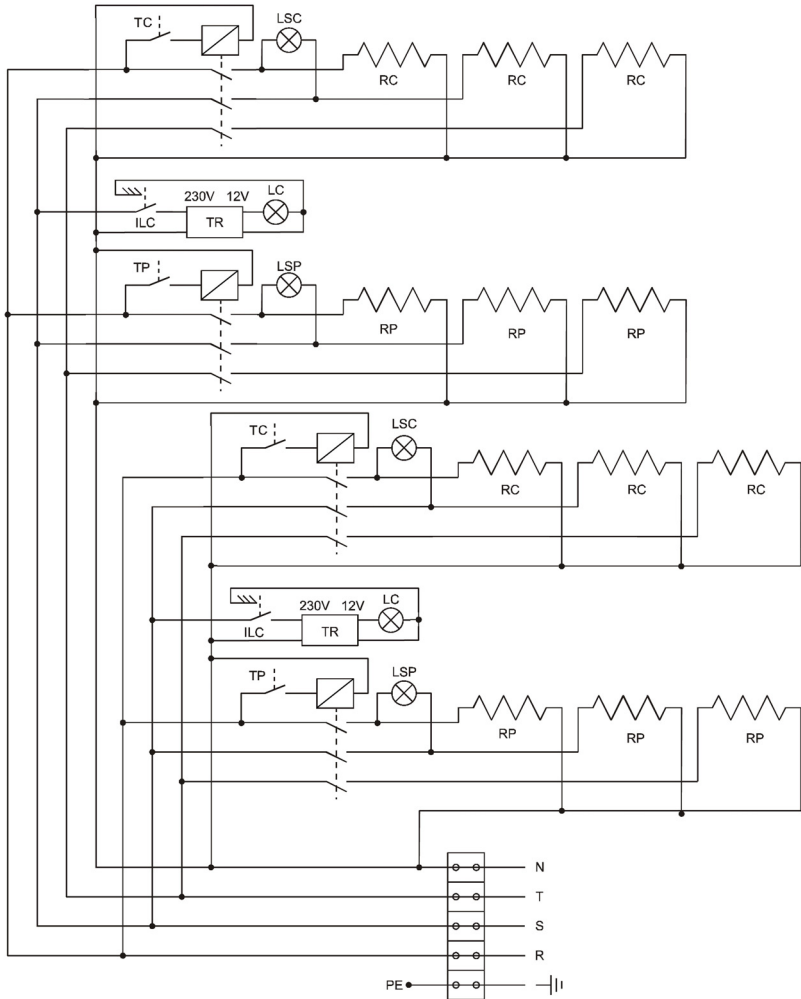 TC LSC
RC RC RC
230V 12V LC
ILC TR
TP LSP
RP RP RP
TC LSC
RC RC RC
230V 12V LC
ILC TR
TP LSP
RP RP RP
N
T
S
R
PE